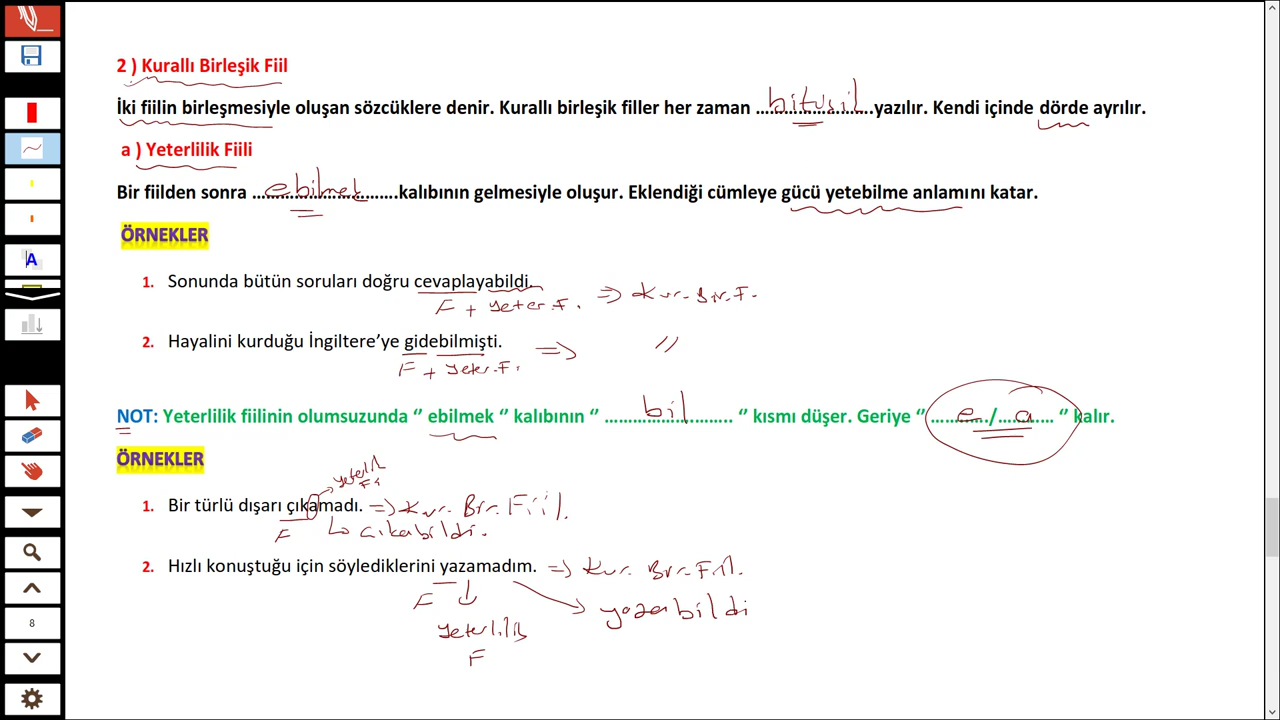 2 ) Kurallı Birleşik Fiil
İki fiilin birleşmesiyle oluşan sözcüklere denir. Kurallı birleşik filler her zaman ...bitişil...yazılır. Kendi içinde dörde ayrılır.
a ) Yeterlilik Fiili
Bir fiilden sonra ...ebilmek...kalıbının gelmesiyle oluşur. Eklendiği cümleye gücü yetebilme anlamını katar.
ÖRNEKLER
1. Sonunda bütün soruları doğru cevaplayabildi.
F + yeter.F. => Kur. Bir.F.
2. Hayalini kurduğu İngiltere’ye gidebilmişti. => //
F + yeter.F.
NOT: Yeterlilik fiilinin olumsuzunda ‘’ ebilmek ‘’ kalıbının ‘’ ...bil... ‘’ kısmı düşer. Geriye ‘’ ...e../...a... ‘’ kalır.
ÖRNEKLER
yeterlil
F.
1. Bir türlü dışarı çıkamadı. => Kur. Bir. Fiil.
F çıkabildi.
2. Hızlı konuştuğu için söylediklerini yazamadım. => Kur. Bir. Fiil.
F yazabildi
yeterlilik
F
A
8